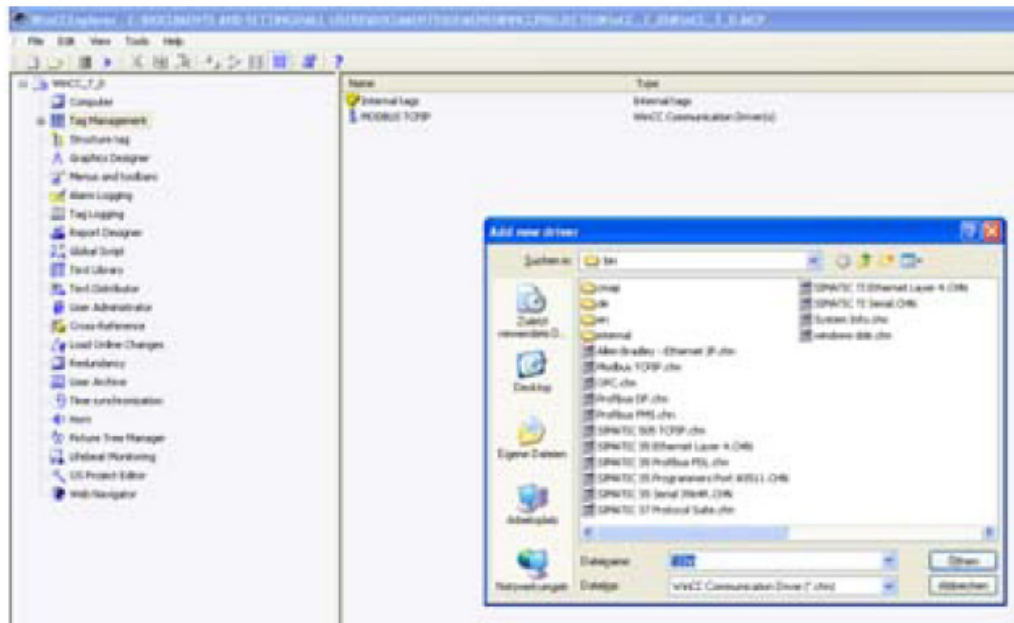 File Edit View Tools Help
Computer
Tag Management
Structure tag
Graphics Designer
Menus and toolbars
Alarm Logging
Tag Logging
Report Designer
Global Script
Text Library
Text Distributor
User Administrator
Cross-Reference
Load Online Changes
Redundancy
User Archive
Time synchronization
Horn
Picture Tree Manager
Lifebeat Monitoring
OS Project Editor
Web Navigator
Name Type
Internal tags Internal tags
MODBUS TCPIP WinCC Communication Driver(s)
Add new driver
Suchen in: bin
Zuletzt verwendete D...
Desktop
Eigene Dateien
Arbeitsplatz
Netzwerkumgeb
de
en
external
Allen Bradley - Ethernet IP.chn
Modbus TCPIP.chn
OPC.chn
Profibus DP.chn
Profibus FMS.chn
SIMATIC 505 TCPIP.chn
SIMATIC S5 Ethernet Layer 4.CHN
SIMATIC S5 Profibus FDL.chn
SIMATIC S5 Programmers Port AS511.CHN
SIMATIC S5 Serial 3964R.CHN
SIMATIC S7 Protocol Suite.chn
SIMATIC TI Ethernet Layer 4.CHN
SIMATIC TI Serial.CHN
System Info.chn
windows dde.chn
Dateiname: Öffnen
Dateityp: WinCC Communication Driver (*.chn) Abbrechen